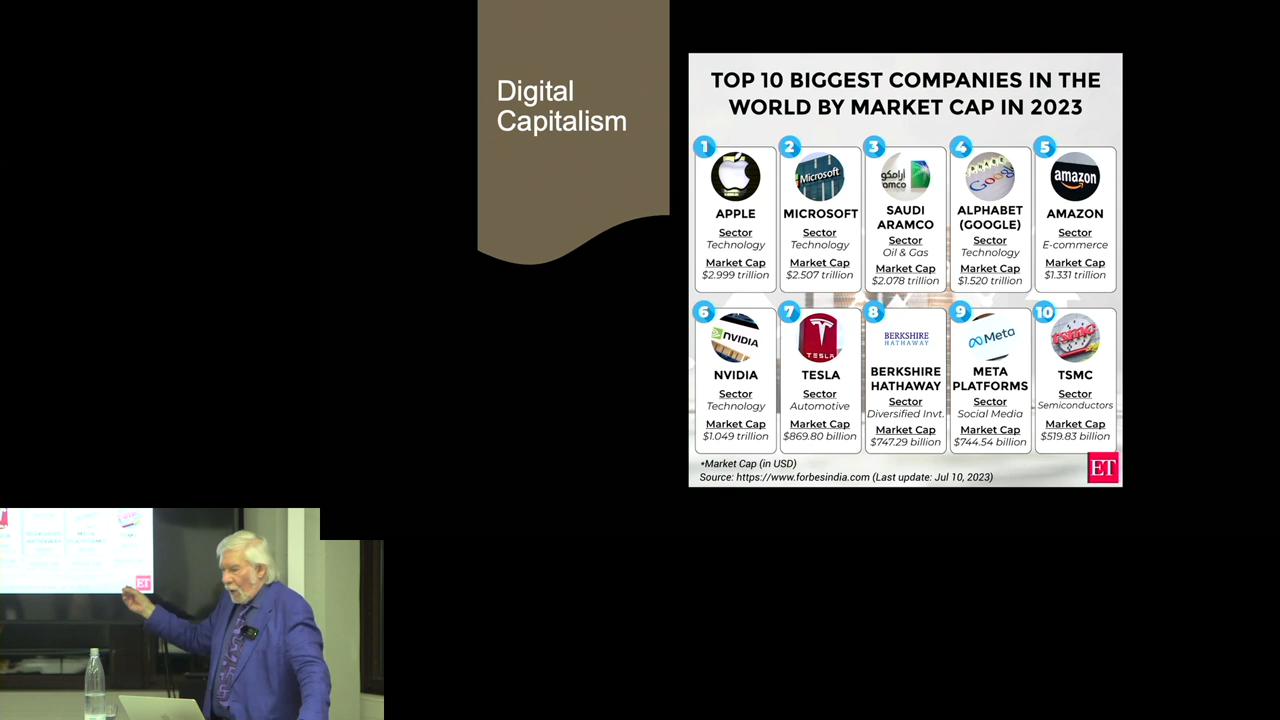 Digital
Capitalism
TOP 10 BIGGEST COMPANIES IN THE
WORLD BY MARKET CAP IN 2023
1
APPLE
Sector
Technology
Market Cap
$2.999 trillion
2
Microsoft
MICROSOFT
Sector
Technology
Market Cap
$2.507 trillion
3
أرامكو
amco
SAUDI
ARAMCO
Sector
Oil & Gas
Market Cap
$2.078 trillion
4
Google
ALPHABET
(GOOGLE)
Sector
Technology
Market Cap
$1.520 trillion
5
amazon
AMAZON
Sector
E-commerce
Market Cap
$1.331 trillion
6
NVIDIA
NVIDIA
Sector
Technology
Market Cap
$1.049 trillion
7
TESLA
TESLA
Sector
Automotive
Market Cap
$869.80 billion
8
BERKSHIRE
HATHAWAY
BERKSHIRE
HATHAWAY
Sector
Diversified Invt.
Market Cap
$747.29 billion
9
Meta
META
PLATFORMS
Sector
Social Media
Market Cap
$744.54 billion
10
tsmc
TSMC
Sector
Semiconductors
Market Cap
$519.83 billion
*Market Cap (in USD)
Source: https://www.forbesindia.com (Last update: Jul 10, 2023)
ET
ET